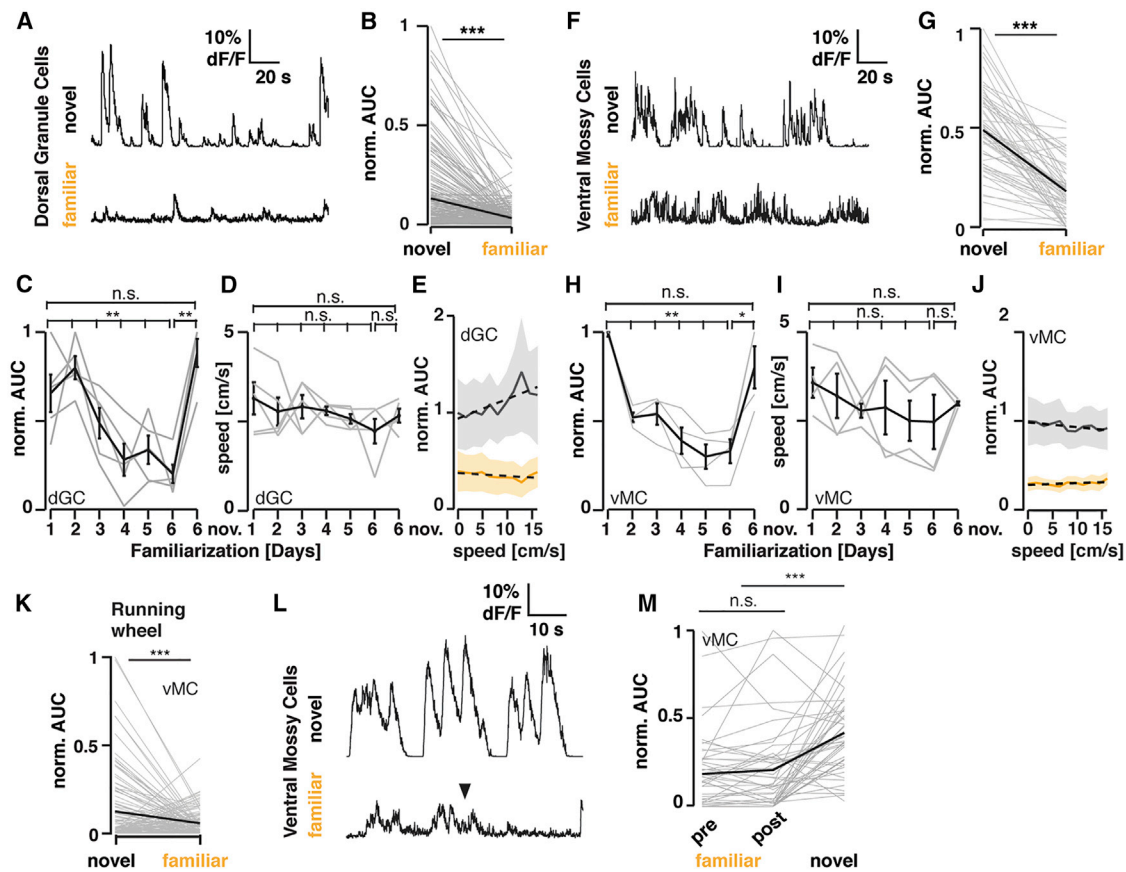 A
10%
dF/F
20 s
Dorsal Granule Cells
novel
familiar
B
***
1
0.5
0
norm. AUC
novel
familiar
F
10%
dF/F
20 s
Ventral Mossy Cells
novel
familiar
G
***
1
0.5
0
norm. AUC
novel
familiar
C
n.s.
**
**
1
0
norm. AUC
dGC
1 2 3 4 5 6 6
nov.
D
n.s.
n.s.
n.s.
5
0
speed [cm/s]
dGC
1 2 3 4 5 6 6
nov.
Familiarization [Days]
E
2
1
0
norm. AUC
dGC
0 5 10 15
speed [cm/s]
H
n.s.
**
*
1
0
norm. AUC
vMC
1 2 3 4 5 6 6
nov.
I
n.s.
n.s.
n.s.
5
0
speed [cm/s]
vMC
1 2 3 4 5 6 6
nov.
Familiarization [Days]
J
2
1
0
norm. AUC
vMC
0 5 10 15
speed [cm/s]
K
Running
wheel
***
vMC
1
0.5
0
norm. AUC
novel
familiar
L
10%
dF/F
10 s
Ventral Mossy Cells
novel
familiar
M
***
n.s.
vMC
1
0.5
0
norm. AUC
pre
post
familiar
novel